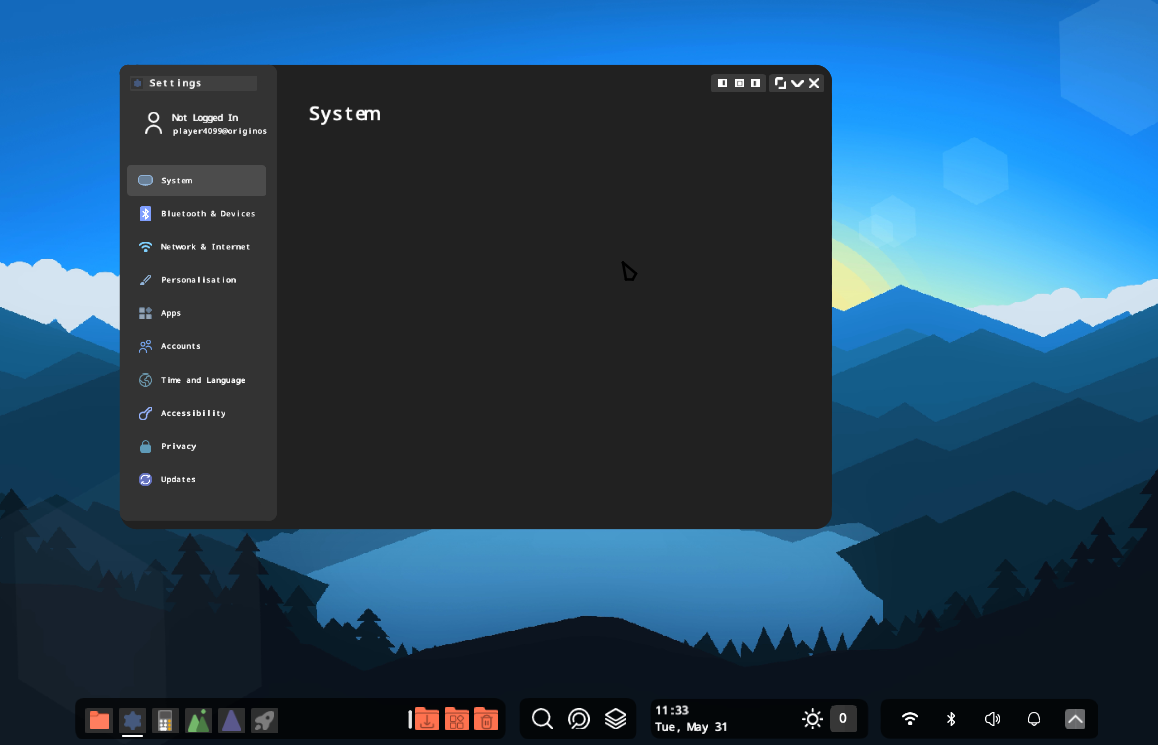 Settings
Not Logged In
player4099@originos
System
System
Bluetooth & Devices
Network & Internet
Personalisation
Apps
Accounts
Time and Language
Accessibility
Privacy
Updates
11:33
Tue, May 31
0